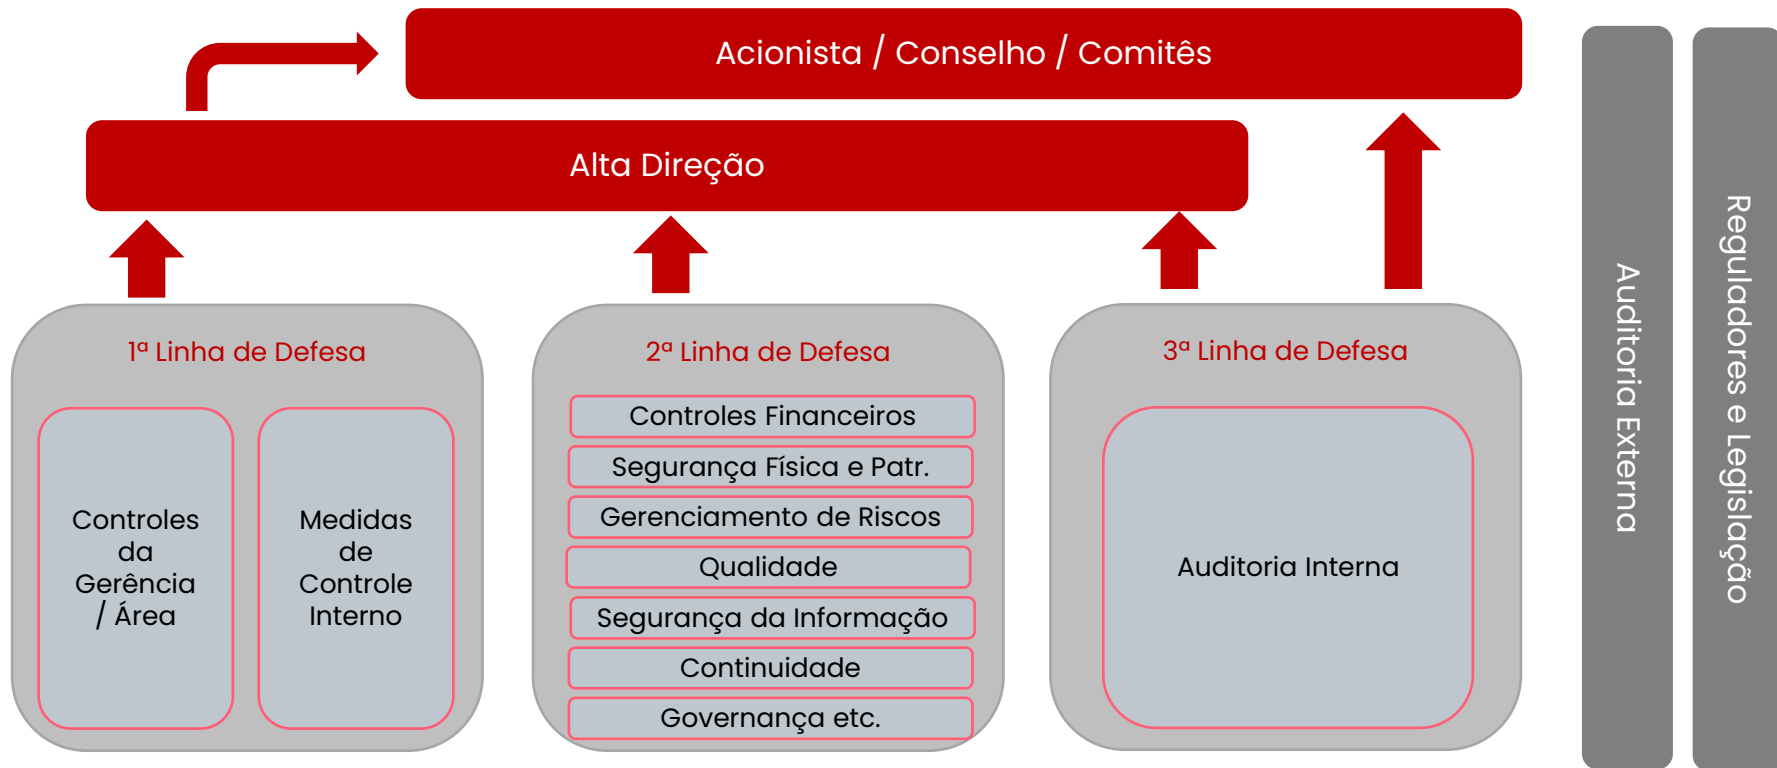 Acionista / Conselho / Comitês
Alta Direção
1ª Linha de Defesa
Controles
da
Gerência
/ Área
Medidas
de
Controle
Interno
2ª Linha de Defesa
Controles Financeiros
Segurança Física e Patr.
Gerenciamento de Riscos
Qualidade
Segurança da Informação
Continuidade
Governança etc.
3ª Linha de Defesa
Auditoria Interna
Auditoria Externa
Reguladores e Legislação